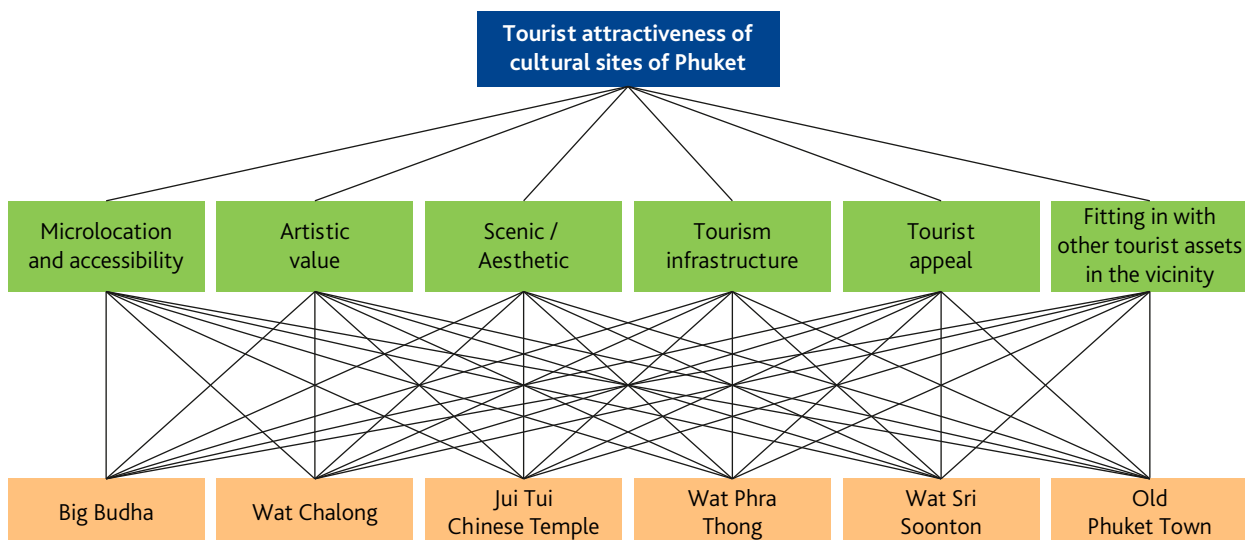 Tourist attractiveness of
cultural sites of Phuket
Microlocation
and accessibility
Artistic
value
Scenic /
Aesthetic
Tourism
infrastructure
Tourist
appeal
Fitting in with
other tourist assets
in the vicinity
Big Budha
Wat Chalong
Jui Tui
Chinese Temple
Wat Phra
Thong
Wat Sri
Soonton
Old
Phuket Town